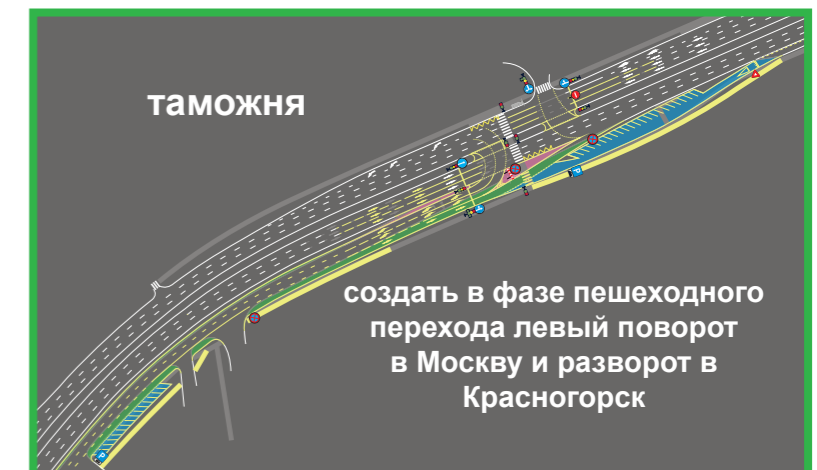 таможня
создать в фазе пешеходного
перехода левый поворот
в Москву и разворот в
Красногорск
P
P